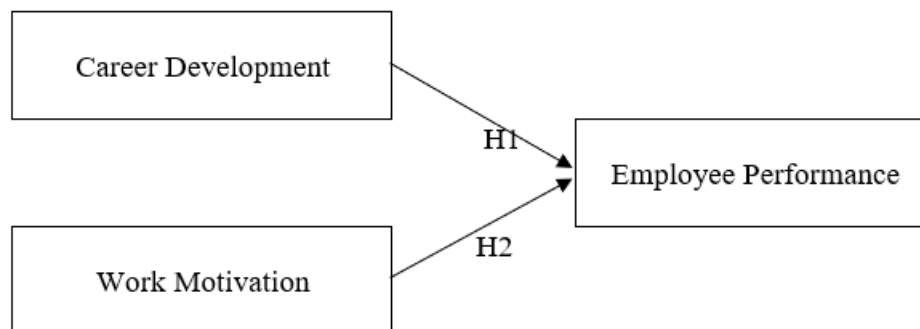 Career Development
H1
Employee Performance
H2
Work Motivation